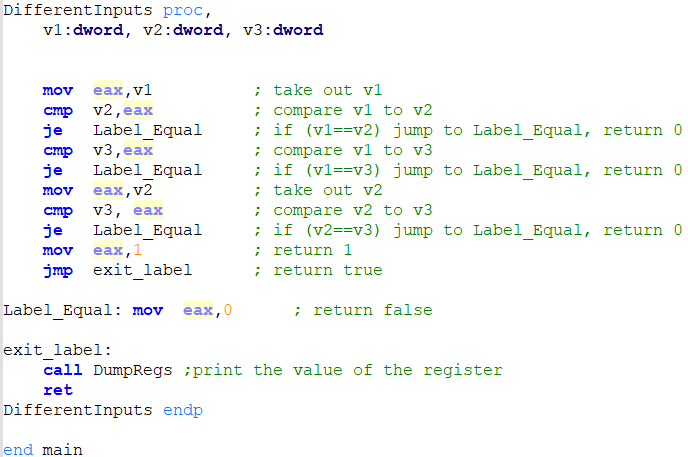 DifferentInputs proc,
    v1:dword, v2:dword, v3:dword
    mov  eax,v1          ; take out v1
    cmp  v2,eax          ; compare v1 to v2
    je   Label_Equal     ; if (v1==v2) jump to Label_Equal, return 0
    cmp  v3,eax          ; compare v1 to v3
    je   Label_Equal     ; if (v1==v3) jump to Label_Equal, return 0
    mov  eax,v2          ; take out v2
    cmp  v3, eax         ; compare v2 to v3
    je   Label_Equal     ; if (v2==v3) jump to Label_Equal, return 0
    mov  eax,1           ; return 1
    jmp  exit_label      ; return true
Label_Equal: mov  eax,0      ; return false
exit_label:
    call DumpRegs ;print the value of the register
    ret
DifferentInputs endp
end main